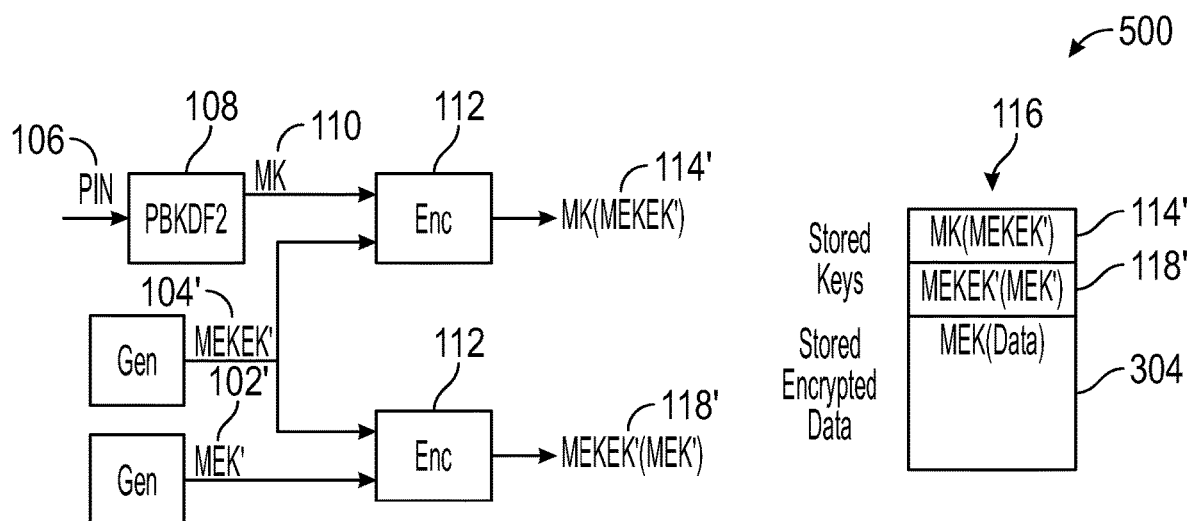 500
116
106
108
110
112
114'
PIN
MK
PBKDF2
Enc
MK(MEKEK')
104'
MEKEK'
Gen
102'
112
118'
MEK'
Gen
Enc
MEKEK'(MEK')
Stored
Keys
MK(MEKEK')
114'
MEKEK'(MEK')
118'
Stored
Encrypted
Data
MEK(Data)
304